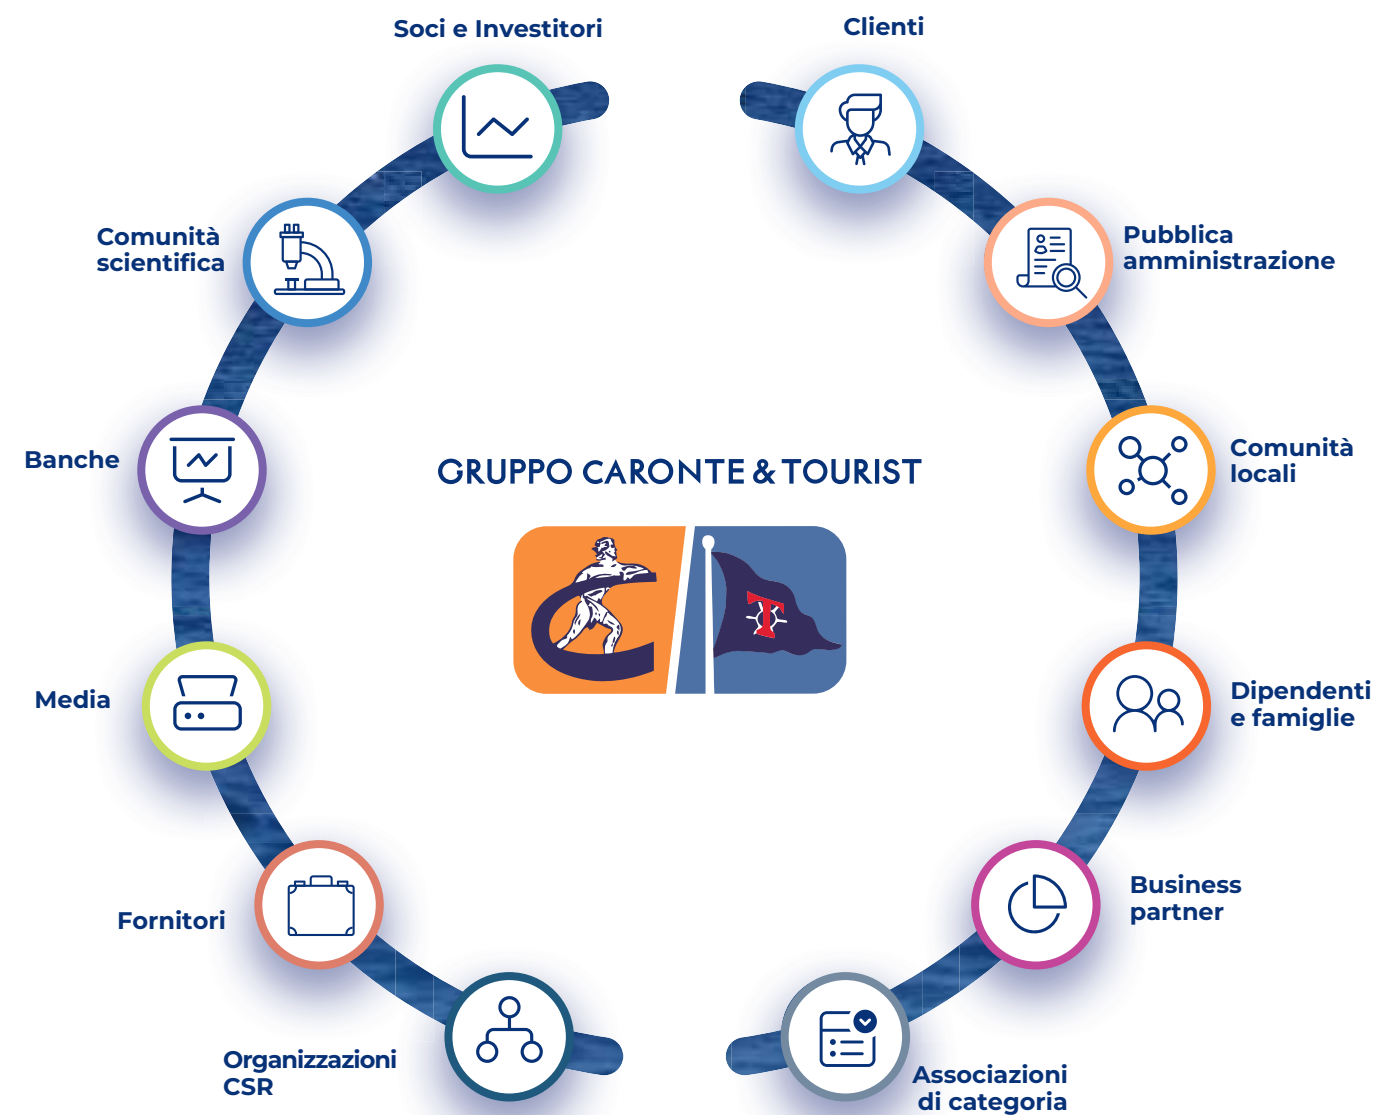 Soci e Investitori
Clienti
Comunità
scientifica
Pubblica
amministrazione
Banche
GRUPPO CARONTE & TOURIST
Comunità
locali
C
T
Media
Dipendenti
e famiglie
Fornitori
Business
partner
Organizzazioni
CSR
Associazioni
di categoria